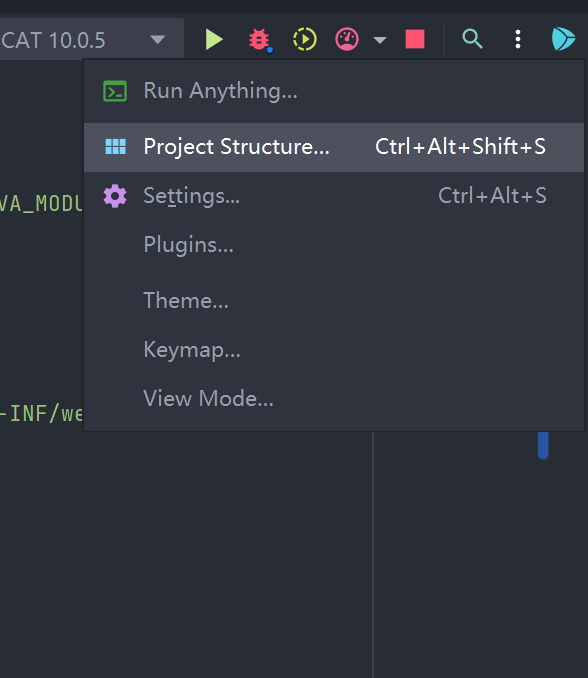 CAT 10.0.5
Run Anything...
Project Structure... Ctrl+Alt+Shift+S
Settings... Ctrl+Alt+S
VA_MODU
Plugins...
Theme...
Keymap...
View Mode...
-INF/we